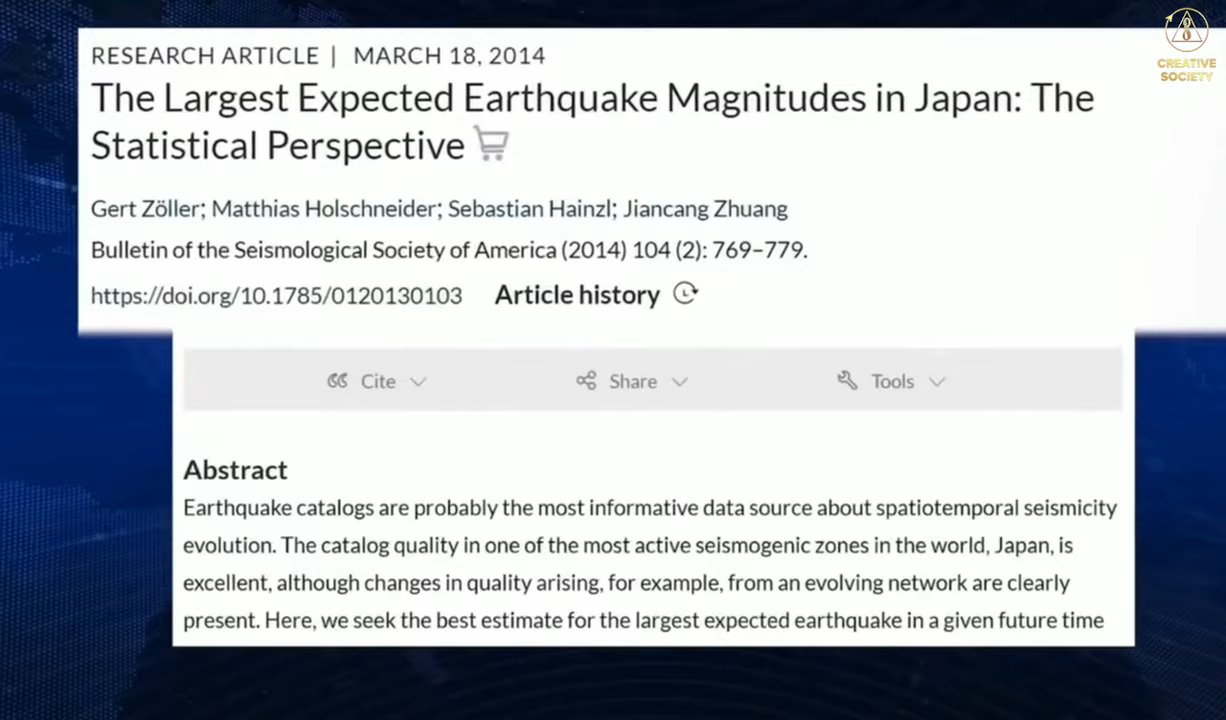 CREATIVE
SOCIETY
RESEARCH ARTICLE | MARCH 18, 2014
The Largest Expected Earthquake Magnitudes in Japan: The
Statistical Perspective
Gert Zöller; Matthias Holschneider; Sebastian Hainzl; Jiancang Zhuang
Bulletin of the Seismological Society of America (2014) 104 (2): 769–779.
https://doi.org/10.1785/0120130103 Article history
Cite Share Tools
Abstract
Earthquake catalogs are probably the most informative data source about spatiotemporal seismicity
evolution. The catalog quality in one of the most active seismogenic zones in the world, Japan, is
excellent, although changes in quality arising, for example, from an evolving network are clearly
present. Here, we seek the best estimate for the largest expected earthquake in a given future time